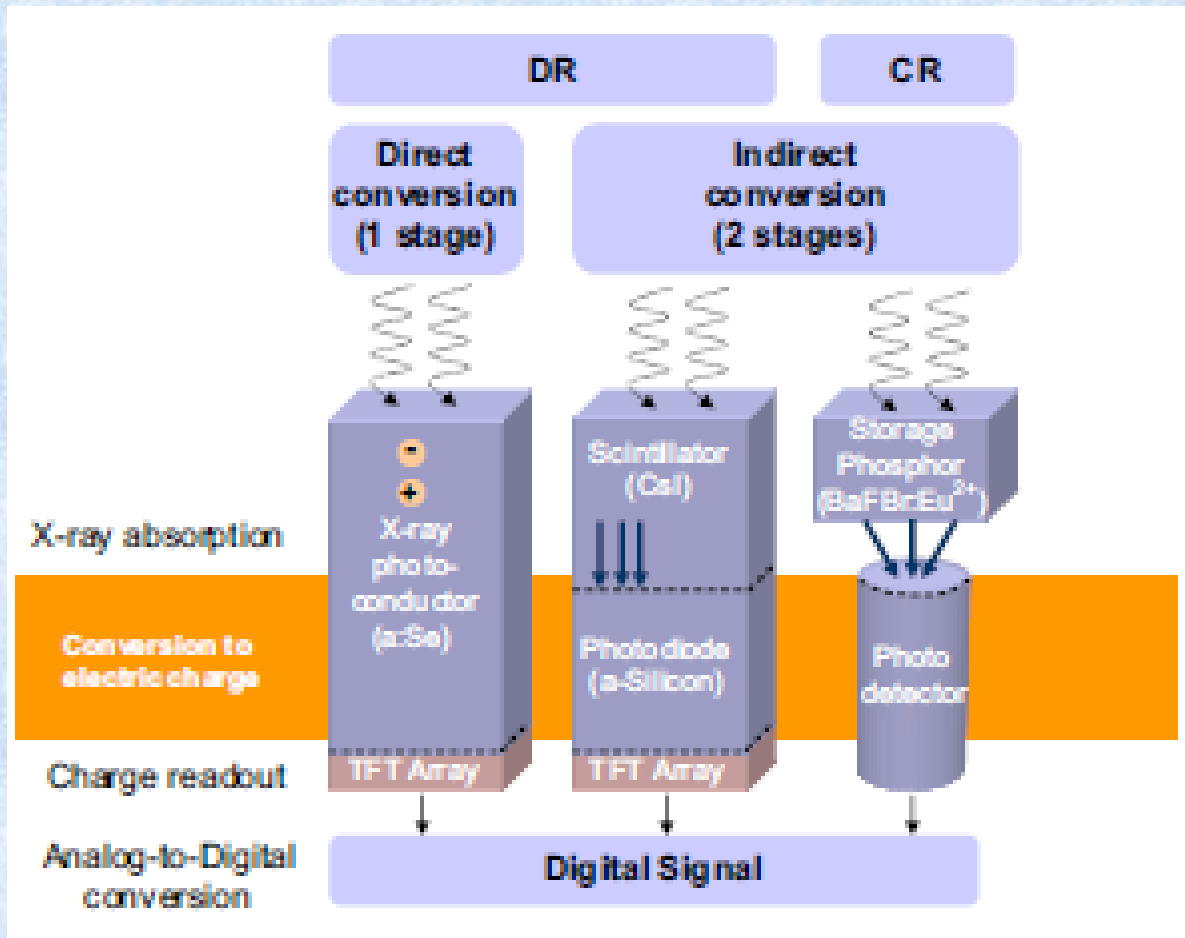 DR
CR
Direct
conversion
(1 stage)
Indirect
conversion
(2 stages)
-
+
X-ray
photo-
conductor
(a:Se)
Scintillator
(CsI)
Storage
Phosphor
(BaFBr:Eu²⁺)
X-ray absorption
Conversion to
electric charge
Photo diode
(a-Silicon)
Photo
detector
Charge readout
TFT Array
TFT Array
Analog-to-Digital
conversion
Digital Signal